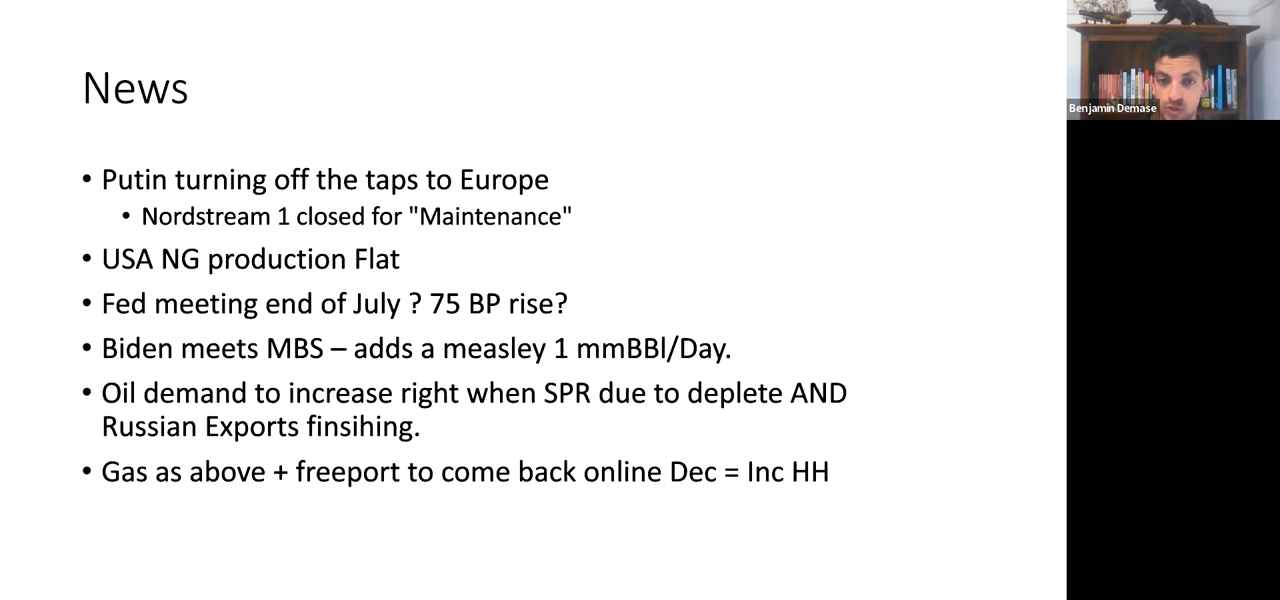 News
• Putin turning off the taps to Europe
• Nordstream 1 closed for "Maintenance"
• USA NG production Flat
• Fed meeting end of July ? 75 BP rise?
• Biden meets MBS – adds a measley 1 mmBBl/Day.
• Oil demand to increase right when SPR due to deplete AND
Russian Exports finsihing.
• Gas as above + freeport to come back online Dec = Inc HH
Benjamin Demase